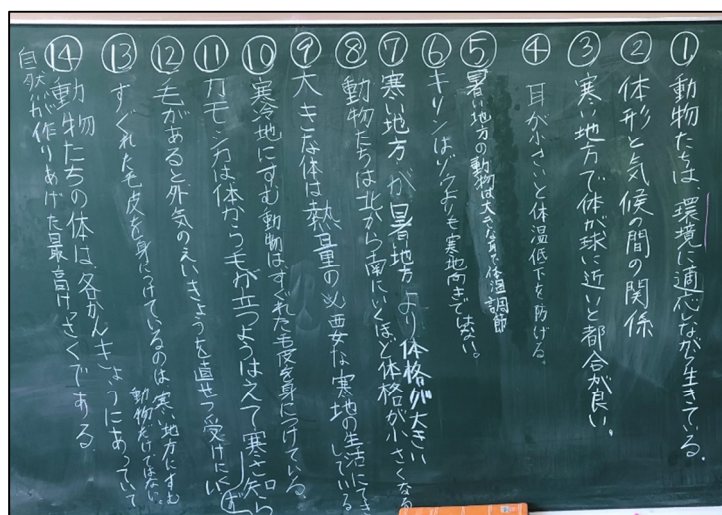 ①動物たちは、環境に適応しながら生きている。
②体形と気候の間の関係
③寒い地方で体が球に近いと都合が良い。
④耳が小さいと体温低下を防げる。
⑤暑い地方の動物は大きな耳で体温調節
⑥キリンはゾウよりも寒地向きではない。
⑦寒い地方が暑い地方より体格が大きい
⑧動物たちは北から南にいくほど体格が小さくなる
⑨大きな体は熱量の必要な寒地の生活にてきしている
⑩寒冷地にすむ動物はすぐれた毛皮を身につけている。
⑪カモシカは体から毛が立つようはえて寒さ知らず
⑫毛があると外気のえいきょうを直せつ受けにくい
⑬すぐれた毛皮を身につけているのは寒い地方にすむ
動物だけではない。
⑭動物たちの体は各かんきょうにあっていて
自然が作りあげた最高けっさくである